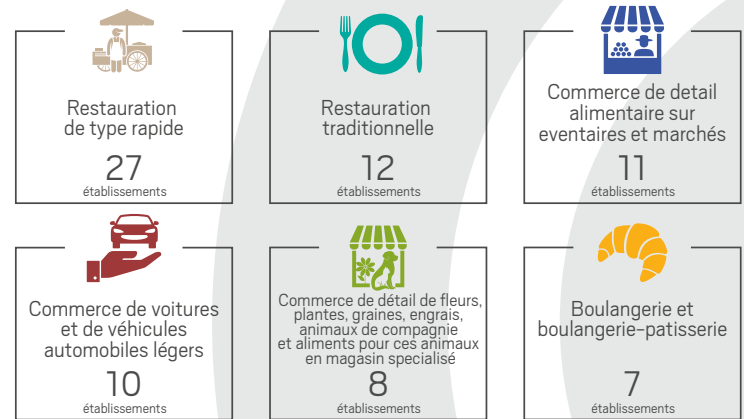 Restauration
de type rapide
27
établissements
Restauration
traditionnelle
12
établissements
Commerce de detail
alimentaire sur
eventaires et marchés
11
établissements
Commerce de voitures
et de véhicules
automobiles légers
10
établissements
Commerce de détail de fleurs,
plantes, graines, engrais,
animaux de compagnie
et aliments pour ces animaux
en magasin specialisé
8
établissements
Boulangerie et
boulangerie-patisserie
7
établissements